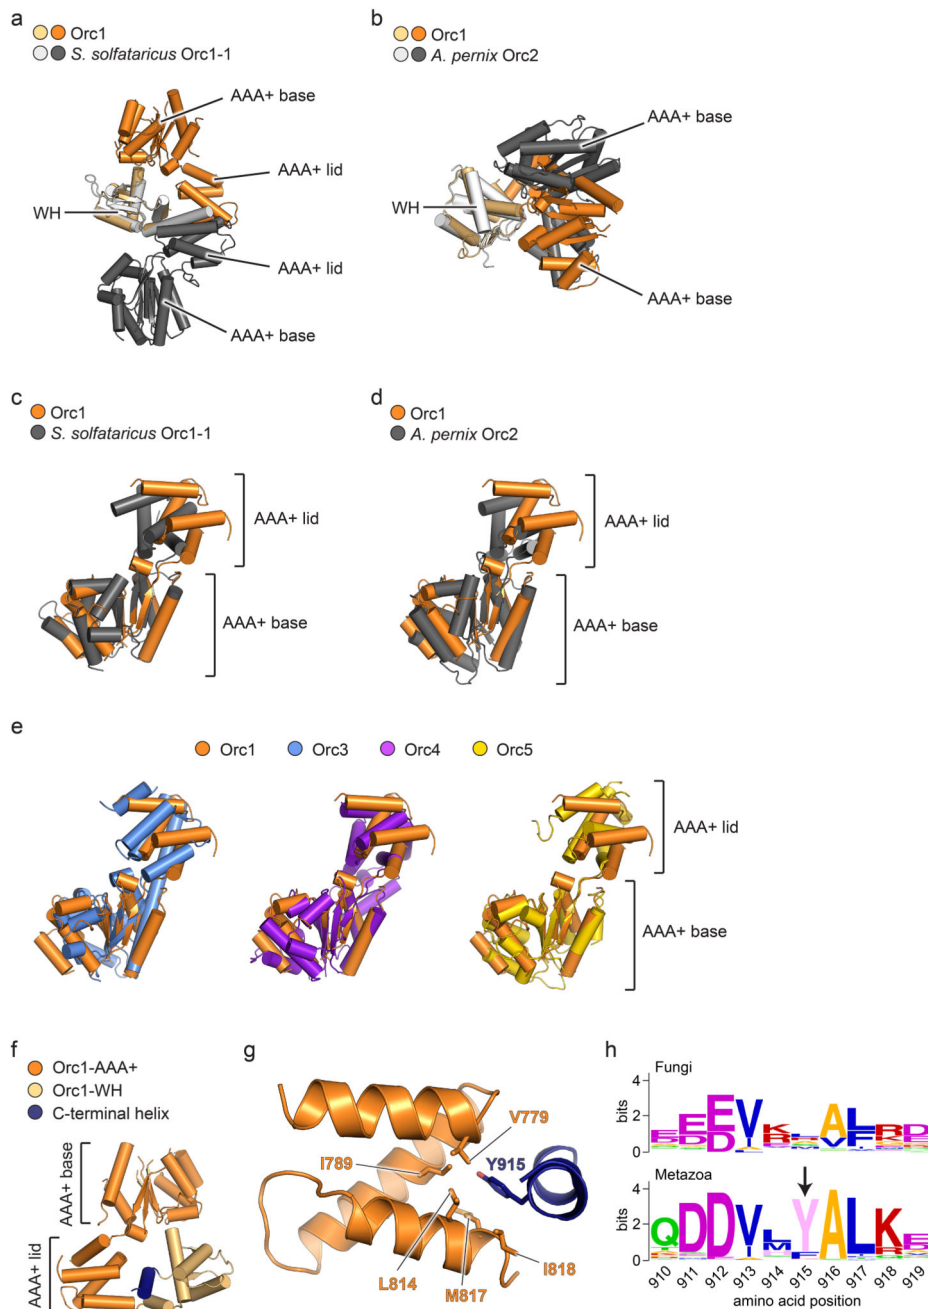 a
Orc1
S. solfataricus Orc1-1
AAA+ base
AAA+ lid
WH
AAA+ lid
AAA+ base
b
Orc1
A. pernix Orc2
AAA+ base
WH
AAA+ base
c
Orc1
S. solfataricus Orc1-1
AAA+ lid
AAA+ base
d
Orc1
A. pernix Orc2
AAA+ lid
AAA+ base
e
Orc1 Orc3 Orc4 Orc5
AAA+ lid
AAA+ base
f
Orc1-AAA+
Orc1-WH
C-terminal helix
AAA+ base
AAA+ lid
g
V779
I789
Y915
L814
M817
I818
h
Fungi
bits
4
2
0
E E E V K A L R D
D D D R V F K E
Metazoa
bits
4
2
0
Q D D V L Y A L K E
M R
910 911 912 913 914 915 916 917 918 919
amino acid position